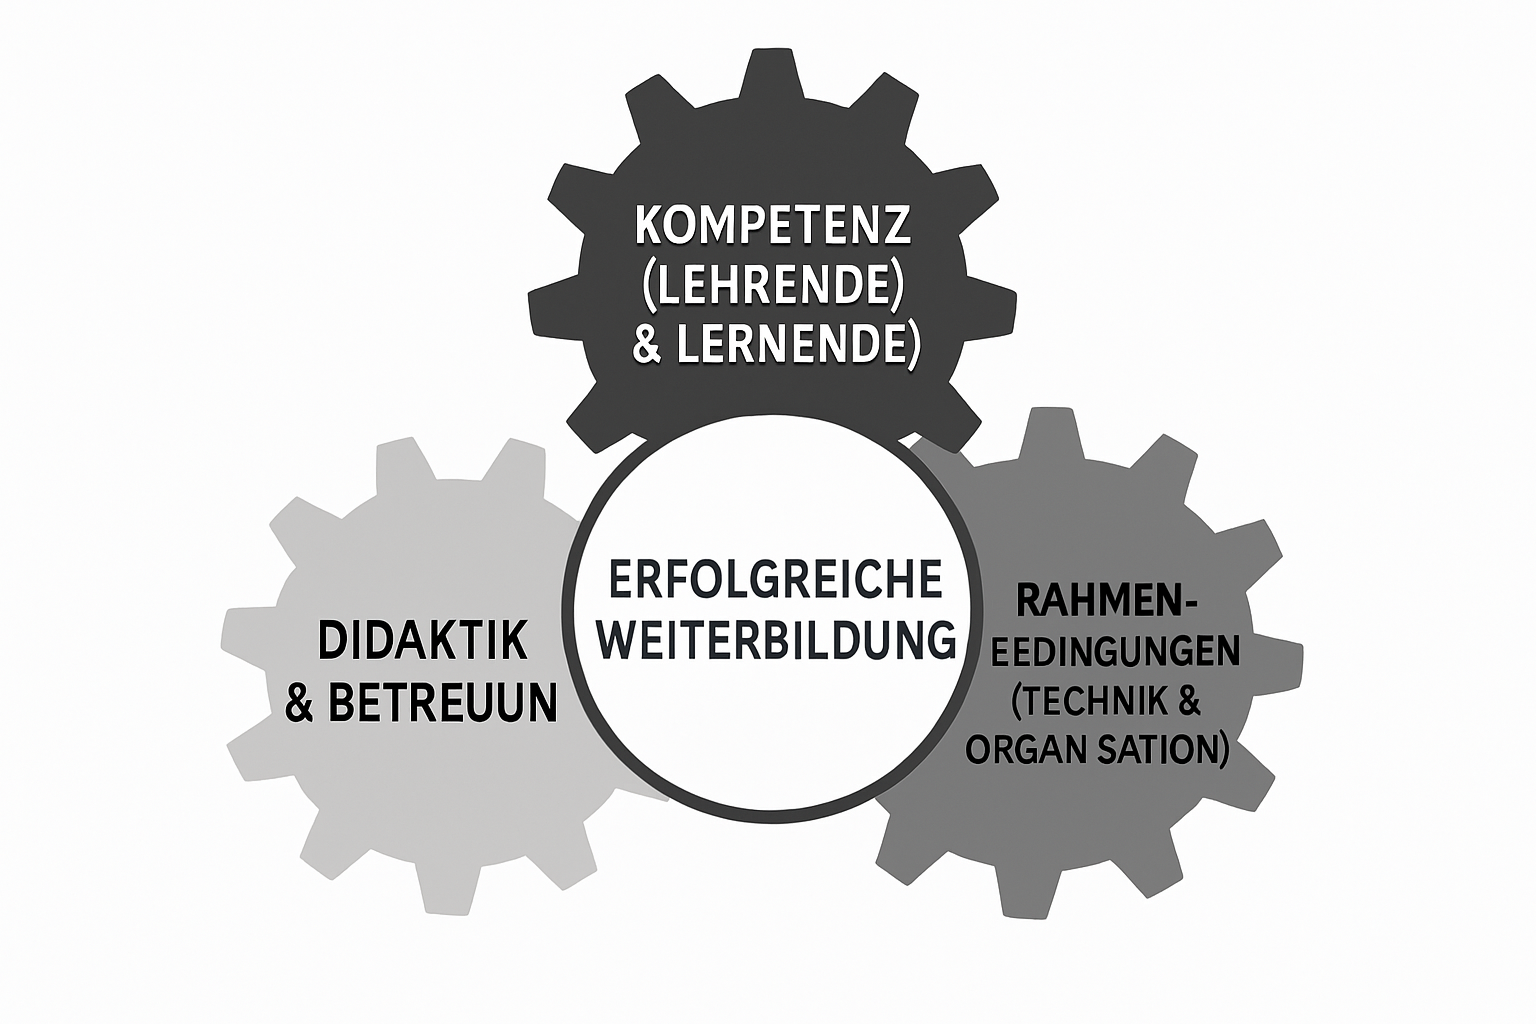 KOMPETENZ
(LEHRENDE)
& LERNENDE)
ERFOLGREICHE
WEITERBILDUNG
DIDAKTIK
& BETREUUN
RAHMEN-
EEDINGUNGEN
(TECHNIK &
ORGAN SATION)